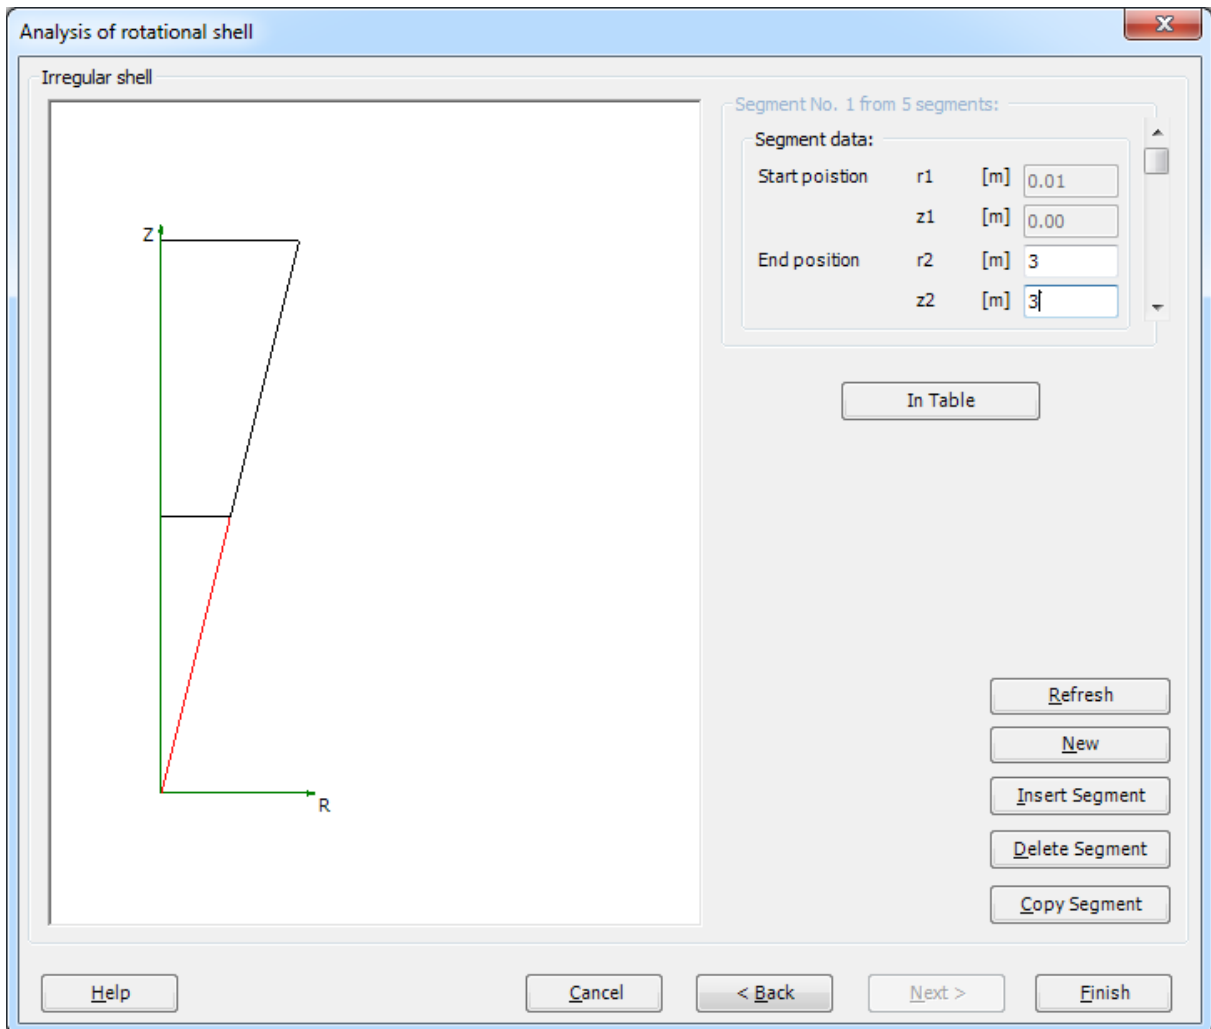 Analysis of rotational shell
Irregular shell
Z
R
Segment No. 1 from 5 segments:
Segment data:
Start poistion r1 [m] 0.01
z1 [m] 0.00
End position r2 [m] 3
z2 [m] 3
In Table
Refresh
New
Insert Segment
Delete Segment
Copy Segment
Help Cancel < Back Next > Finish